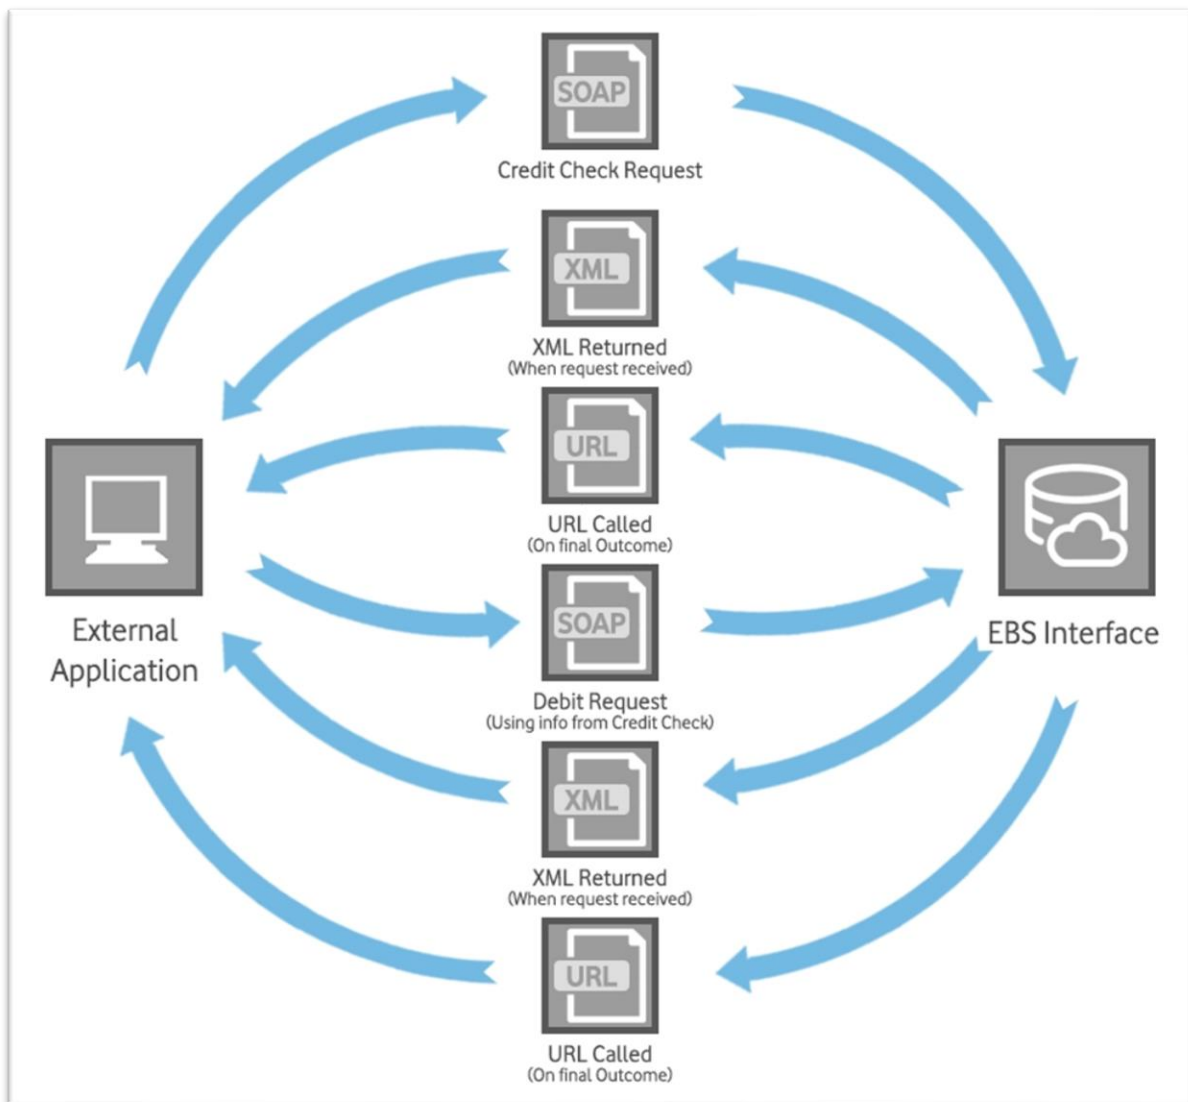 SOAP
Credit Check Request
XML
XML Returned
(When request received)
URL
URL Called
(On final Outcome)
External
Application
EBS Interface
SOAP
Debit Request
(Using info from Credit Check)
XML
XML Returned
(When request received)
URL
URL Called
(On final Outcome)